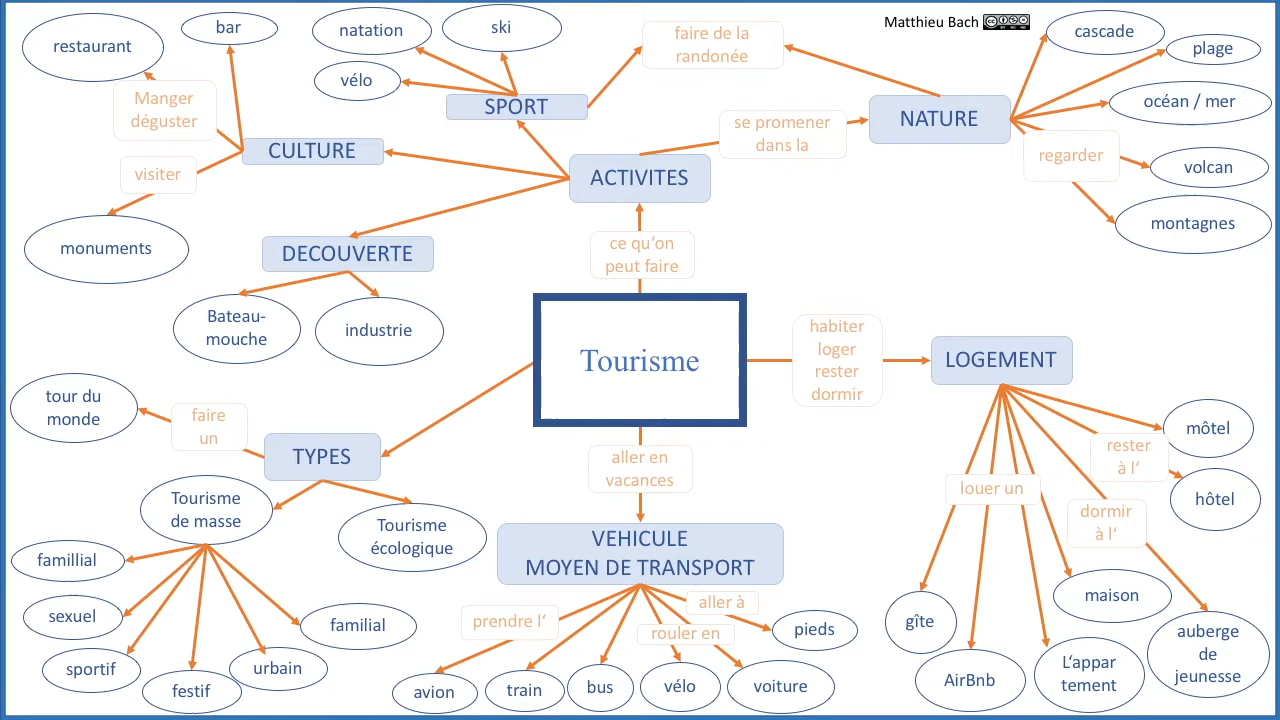 Matthieu Bach
restaurant
bar
natation
ski
vélo
faire de la
randonée
cascade
plage
océan / mer
volcan
montagnes
regarder
NATURE
se promener
dans la
SPORT
Manger
déguster
CULTURE
visiter
monuments
ACTIVITES
DECOUVERTE
Bateau-
mouche
industrie
ce qu‘on
peut faire
Tourisme
habiter
loger
rester
dormir
LOGEMENT
môtel
rester
à l‘
hôtel
louer un
dormir
à l‘
gîte
AirBnb
L‘appar
tement
maison
auberge
de
jeunesse
tour du
monde
faire
un
TYPES
Tourisme
de masse
Tourisme
écologique
famillial
sexuel
sportif
festif
urbain
familial
aller en
vacances
VEHICULE
MOYEN DE TRANSPORT
prendre l‘
rouler en
aller à
avion
train
bus
vélo
voiture
pieds